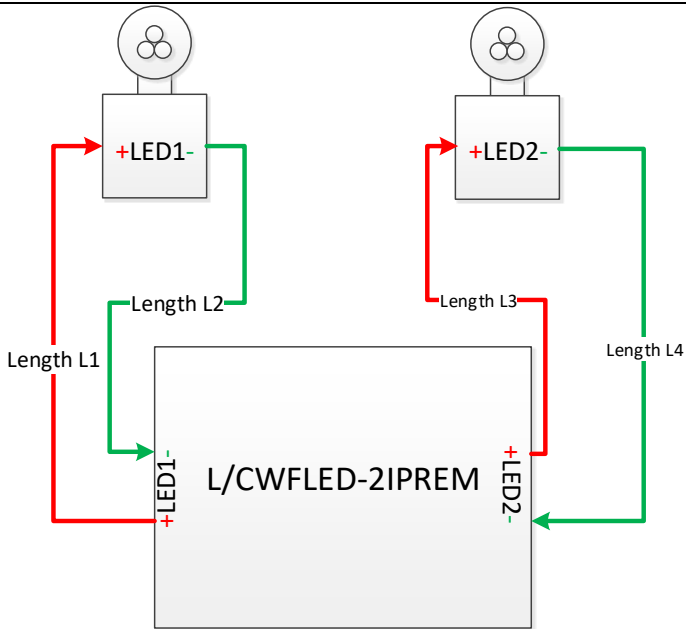 +LED1-
+LED2-
Length L2
Length L3
Length L1
Length L4
+LED1-
L/CWFLED-2IPREM
+LED2-